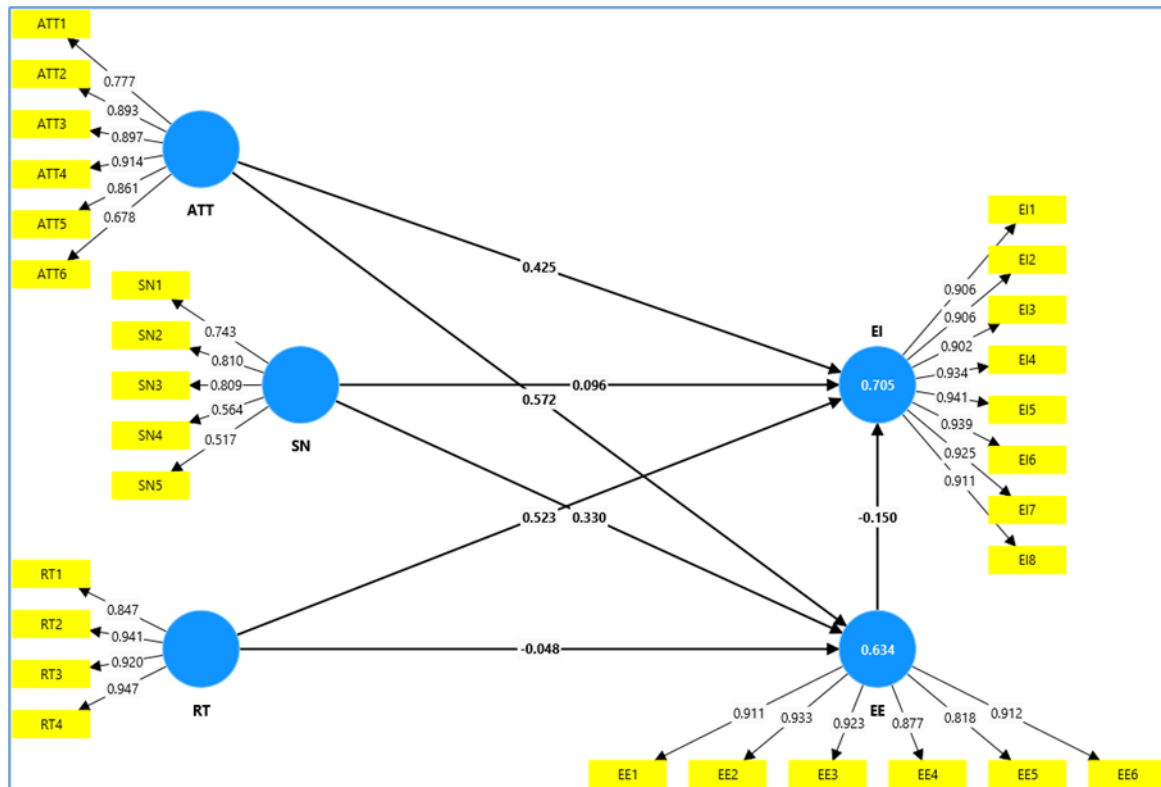 ATT1
ATT2
ATT3
ATT4
ATT5
ATT6
0.777
0.893
0.897
0.914
0.861
0.678
ATT
SN1
SN2
SN3
SN4
SN5
0.743
0.810
0.809
0.564
0.517
SN
RT1
RT2
RT3
RT4
0.847
0.941
0.920
0.947
RT
0.425
0.572
0.096
0.523
0.330
-0.048
-0.150
EI
0.705
0.906
0.906
0.902
0.934
0.941
0.939
0.925
0.911
EI1
EI2
EI3
EI4
EI5
EI6
EI7
EI8
0.634
EE
0.911
0.933
0.923
0.877
0.818
0.912
EE1
EE2
EE3
EE4
EE5
EE6